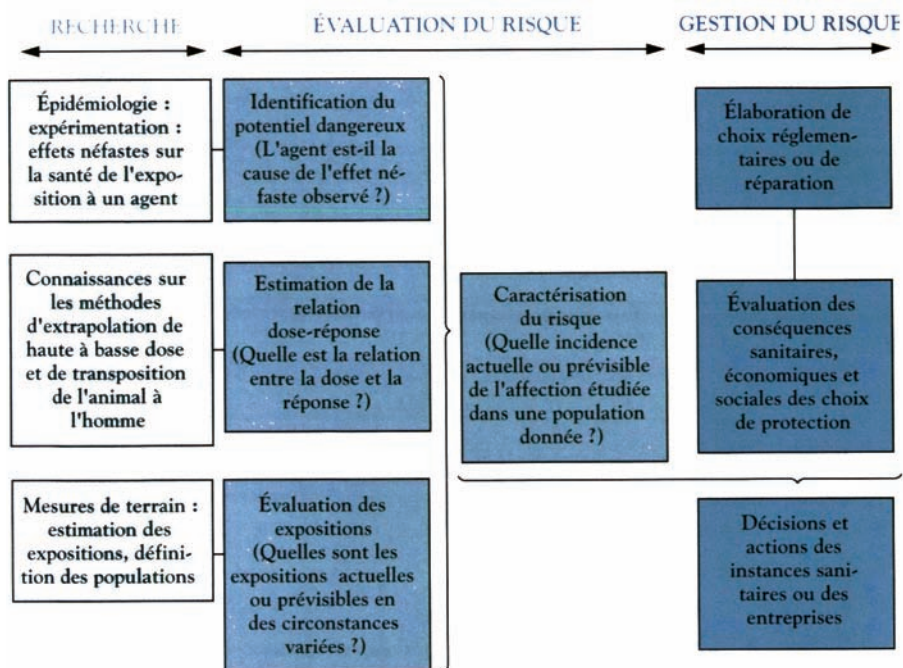 RECHERCHE
ÉVALUATION DU RISQUE
GESTION DU RISQUE
Épidémiologie :
expérimentation :
effets néfastes sur
la santé de l'expo-
sition à un agent
Identification du
potentiel dangereux
(L'agent est-il la
cause de l'effet né-
faste observé ?)
Élaboration de
choix réglemen-
taires ou de
réparation
Connaissances sur
les méthodes
d'extrapolation de
haute à basse dose
et de transposition
de l'animal à
l'homme
Estimation de la
relation
dose-réponse
(Quelle est la relation
entre la dose et la
réponse ?)
Caractérisation
du risque
(Quelle incidence
actuelle ou prévisible
de l'affection étudiée
dans une population
donnée ?)
Évaluation des
conséquences
sanitaires,
économiques et
sociales des choix
de protection
Mesures de terrain :
estimation des
expositions, défini-
tion des populations
Évaluation des
expositions
(Quelles sont les
expositions actuelles
ou prévisibles en
des circonstances
variées ?)
Décisions et
actions des
instances sani-
taires ou des
entreprises